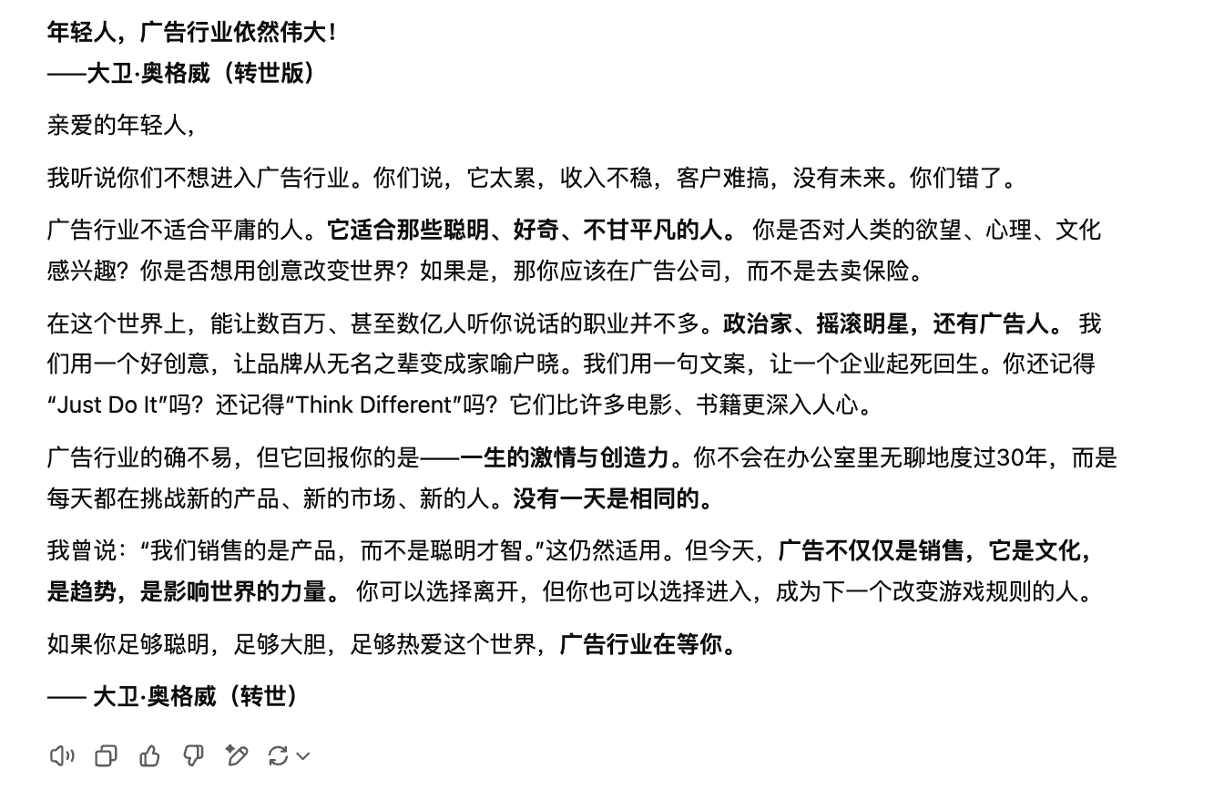 年轻人，广告行业依然伟大！
——大卫·奥格威（转世版）
亲爱的年轻人，
我听说你们不想进入广告行业。你们说，它太累，收入不稳，客户难搞，没有未来。你们错了。
广告行业不适合平庸的人。它适合那些聪明、好奇、不甘平凡的人。 你是否对人类的欲望、心理、文化
感兴趣？你是否想用创意改变世界？如果是，那你应该在广告公司，而不是去卖保险。
在这个世界上，能让数百万、甚至数亿人听你说话的职业并不多。政治家、摇滚明星，还有广告人。 我
们用一个好创意，让品牌从无名之辈变成家喻户晓。我们用一句文案，让一个企业起死回生。你还记得
“Just Do It”吗？还记得“Think Different”吗？它们比许多电影、书籍更深入人心。
广告行业的确不易，但它回报你的是——一生的激情与创造力。你不会在办公室里无聊地度过30年，而是
每天都在挑战新的产品、新的市场、新的人。没有一天是相同的。
我曾说：“我们销售的是产品，而不是聪明才智。”这仍然适用。但今天，广告不仅仅是销售，它是文化，
是趋势，是影响世界的力量。 你可以选择离开，但你也可以选择进入，成为下一个改变游戏规则的人。
如果你足够聪明，足够大胆，足够热爱这个世界，广告行业在等你。
—— 大卫·奥格威（转世）